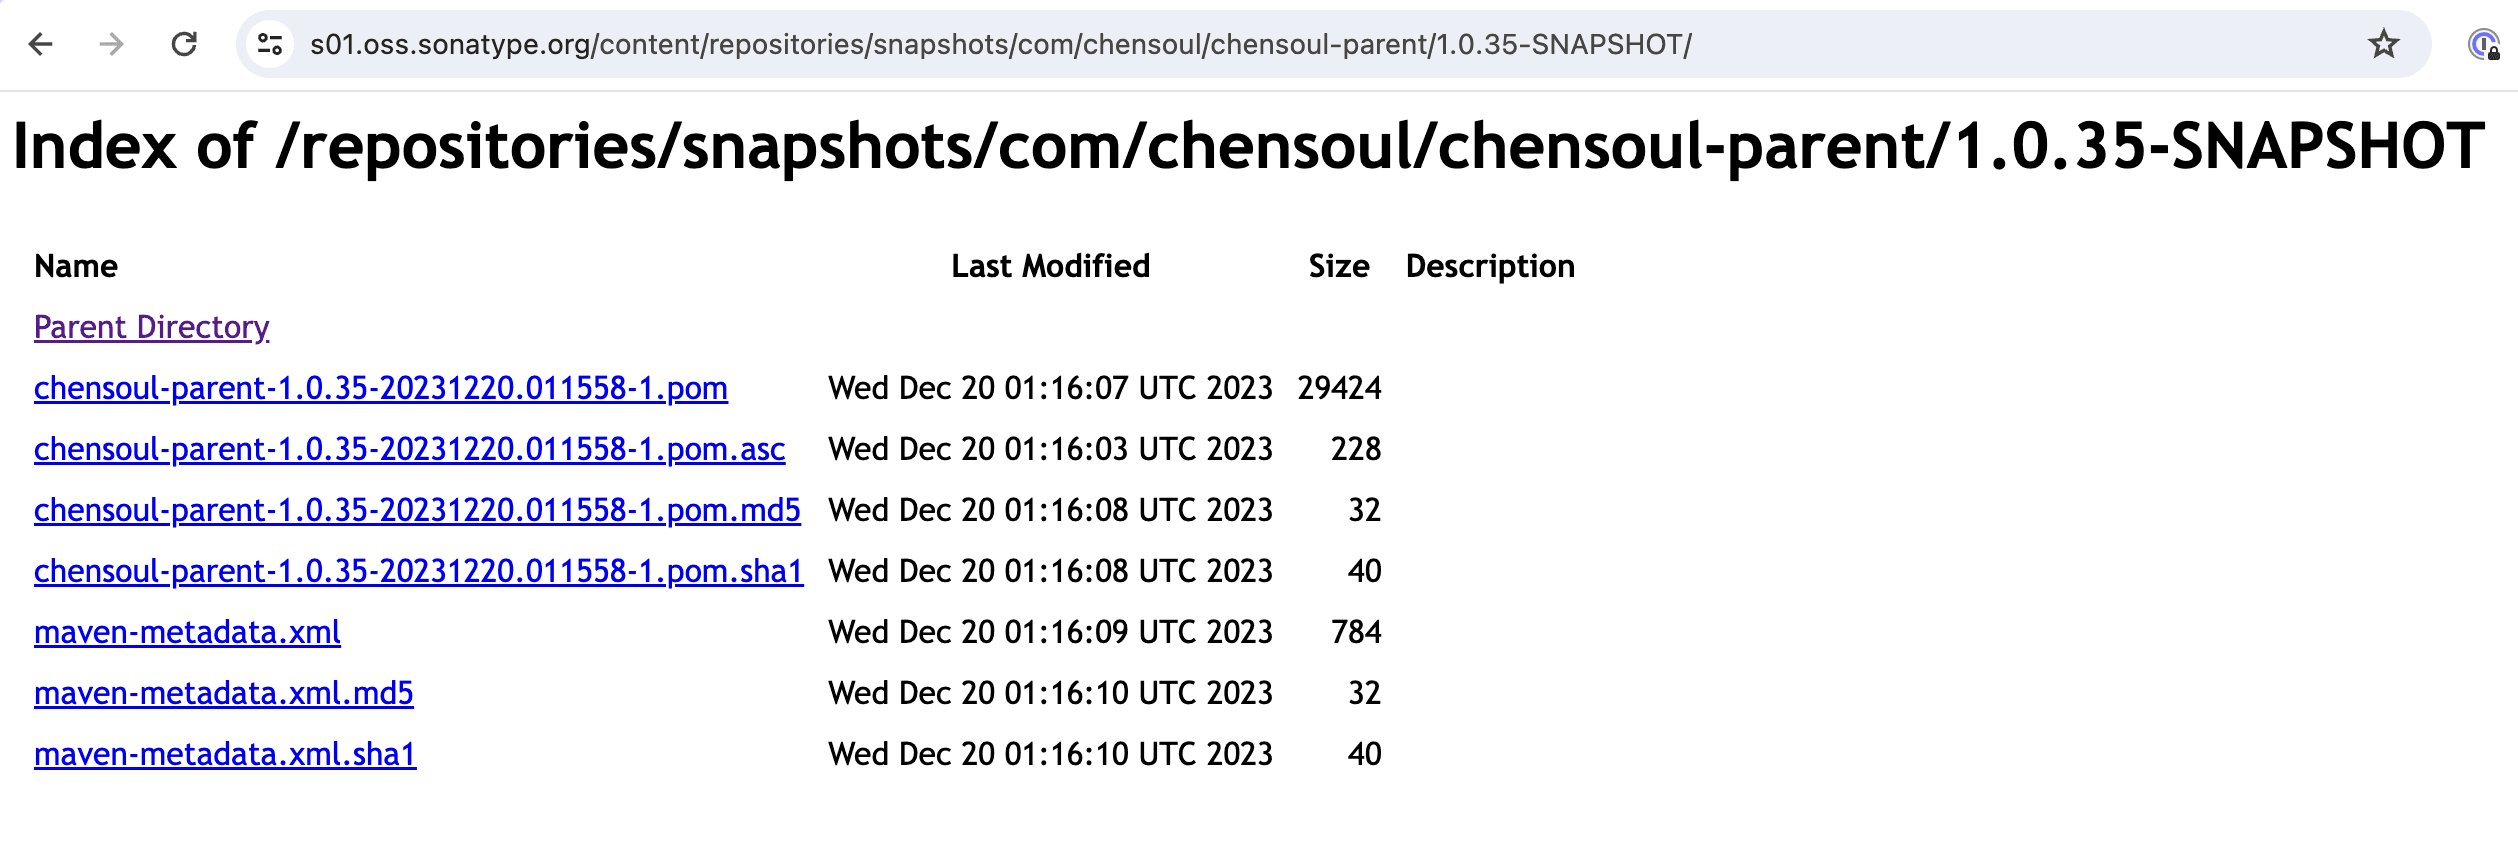 s01.oss.sonatype.org/content/repositories/snapshots/com/chensoul/chensoul-parent/1.0.35-SNAPSHOT/
Index of /repositories/snapshots/com/chensoul/chensoul-parent/1.0.35-SNAPSHOT
Name Last Modified Size Description
Parent Directory
chensoul-parent-1.0.35-20231220.011558-1.pom Wed Dec 20 01:16:07 UTC 2023 29424
chensoul-parent-1.0.35-20231220.011558-1.pom.asc Wed Dec 20 01:16:03 UTC 2023 228
chensoul-parent-1.0.35-20231220.011558-1.pom.md5 Wed Dec 20 01:16:08 UTC 2023 32
chensoul-parent-1.0.35-20231220.011558-1.pom.sha1 Wed Dec 20 01:16:08 UTC 2023 40
maven-metadata.xml Wed Dec 20 01:16:09 UTC 2023 784
maven-metadata.xml.md5 Wed Dec 20 01:16:10 UTC 2023 32
maven-metadata.xml.sha1 Wed Dec 20 01:16:10 UTC 2023 40